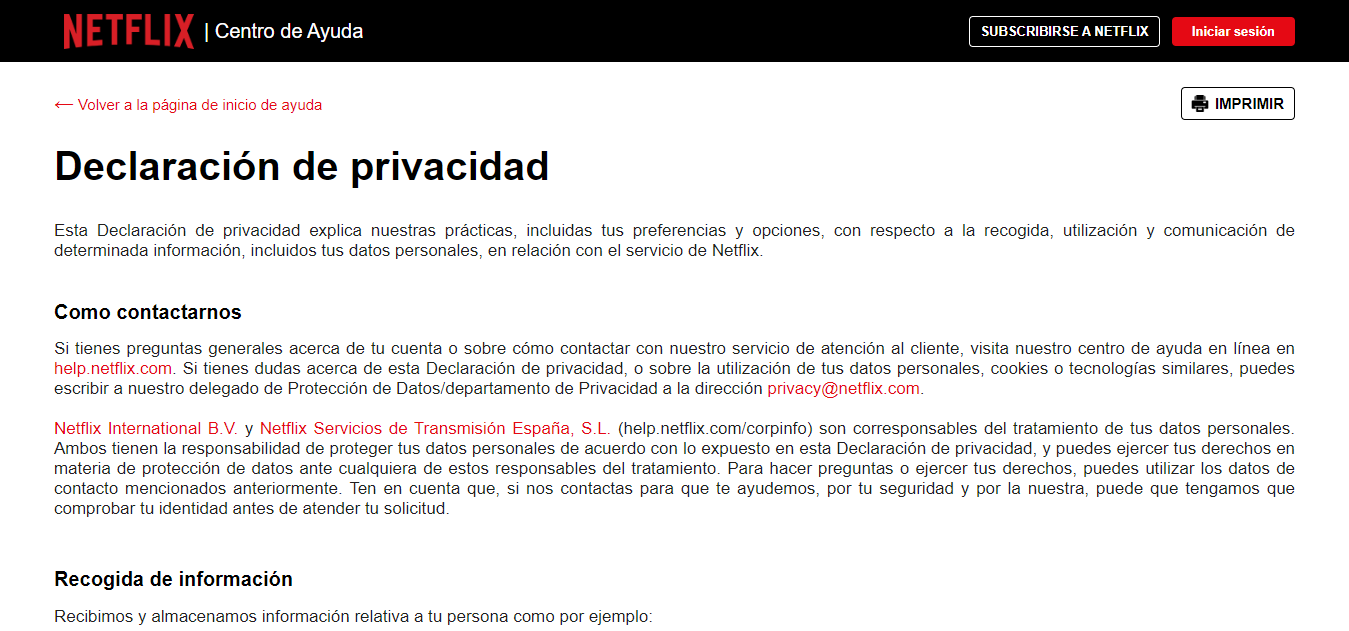 NETFLIX | Centro de Ayuda
SUBSCRIBIRSE A NETFLIX
Iniciar sesión
← Volver a la página de inicio de ayuda
IMPRIMIR
Declaración de privacidad
Esta Declaración de privacidad explica nuestras prácticas, incluidas tus preferencias y opciones, con respecto a la recogida, utilización y comunicación de
determinada información, incluidos tus datos personales, en relación con el servicio de Netflix.
Como contactarnos
Si tienes preguntas generales acerca de tu cuenta o sobre cómo contactar con nuestro servicio de atención al cliente, visita nuestro centro de ayuda en línea en
help.netflix.com. Si tienes dudas acerca de esta Declaración de privacidad, o sobre la utilización de tus datos personales, cookies o tecnologías similares, puedes
escribir a nuestro delegado de Protección de Datos/departamento de Privacidad a la dirección privacy@netflix.com.
Netflix International B.V. y Netflix Servicios de Transmisión España, S.L. (help.netflix.com/corpinfo) son corresponsables del tratamiento de tus datos personales.
Ambos tienen la responsabilidad de proteger tus datos personales de acuerdo con lo expuesto en esta Declaración de privacidad, y puedes ejercer tus derechos en
materia de protección de datos ante cualquiera de estos responsables del tratamiento. Para hacer preguntas o ejercer tus derechos, puedes utilizar los datos de
contacto mencionados anteriormente. Ten en cuenta que, si nos contactas para que te ayudemos, por tu seguridad y por la nuestra, puede que tengamos que
comprobar tu identidad antes de atender tu solicitud.
Recogida de información
Recibimos y almacenamos información relativa a tu persona como por ejemplo: